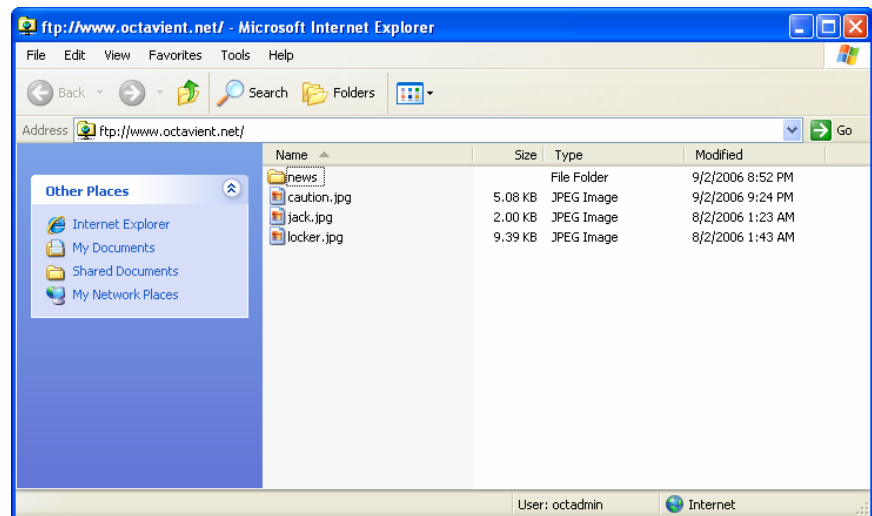 ftp://www.octavient.net/ - Microsoft Internet Explorer
File Edit View Favorites Tools Help
Back Search Folders
Address ftp://www.octavient.net/ Go
Name Size Type Modified
Other Places
Internet Explorer
My Documents
Shared Documents
My Network Places
news File Folder 9/2/2006 8:52 PM
caution.jpg 5.08 KB JPEG Image 9/2/2006 9:24 PM
jack.jpg 2.00 KB JPEG Image 8/2/2006 1:23 AM
locker.jpg 9.39 KB JPEG Image 8/2/2006 1:43 AM
User: octadmin Internet